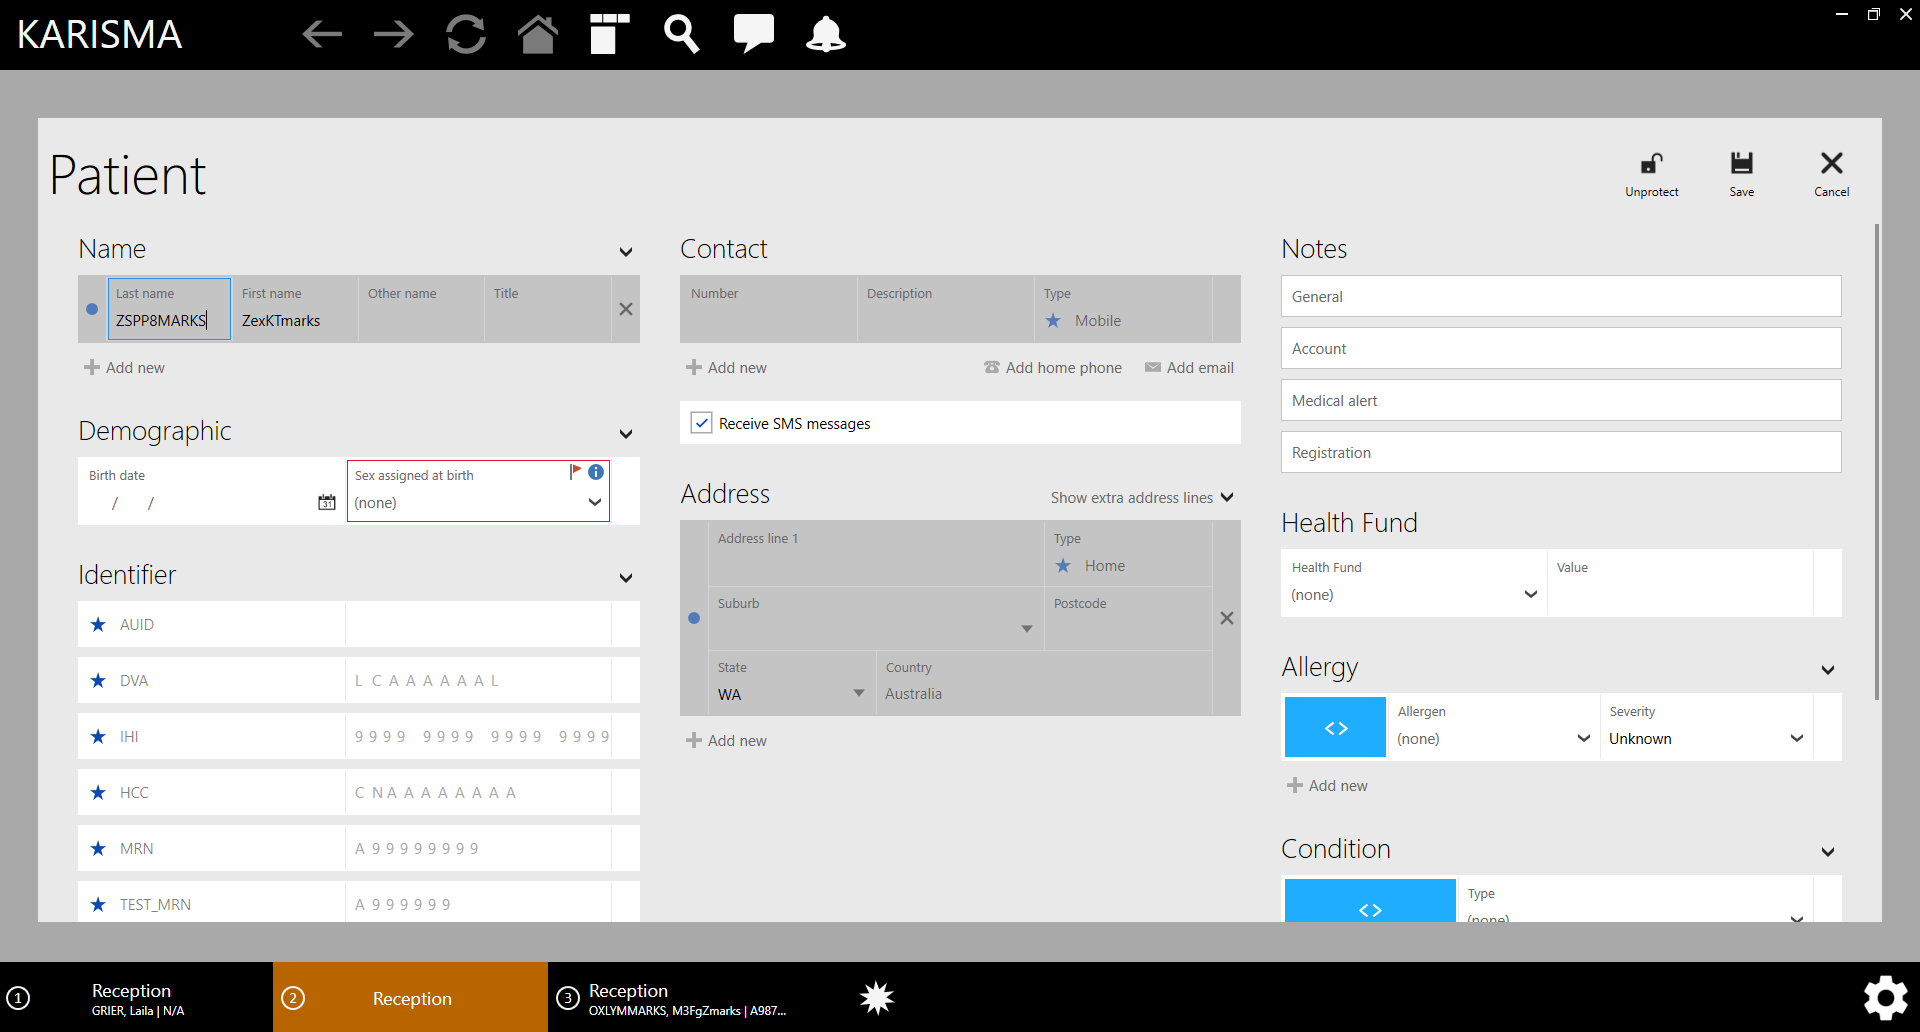 KARISMA
Patient
Unprotect
Save
Cancel
Name
Last name
First name
Other name
Title
ZSPP8MARKS
ZexKTmarks
Add new
Demographic
Birth date
/ /
31
Sex assigned at birth
(none)
Identifier
AUID
DVA
L C A A A A A A L
IHI
9 9 9 9 9 9 9 9 9 9 9 9 9 9 9 9
HCC
C N A A A A A A A A
MRN
A 9 9 9 9 9 9 9 9
TEST_MRN
A 9 9 9 9 9 9
Contact
Number
Description
Type
Mobile
Add new
Add home phone
Add email
Receive SMS messages
Address
Show extra address lines
Address line 1
Type
Home
Suburb
Postcode
State
WA
Country
Australia
Add new
Notes
General
Account
Medical alert
Registration
Health Fund
Health Fund
(none)
Value
Allergy
<>
Allergen
(none)
Severity
Unknown
Add new
Condition
<>
Type
(none)
1
Reception
GRIER, Laila | N/A
2
Reception
3
Reception
OXLYMMARKS, M3FgZmarks | A987...